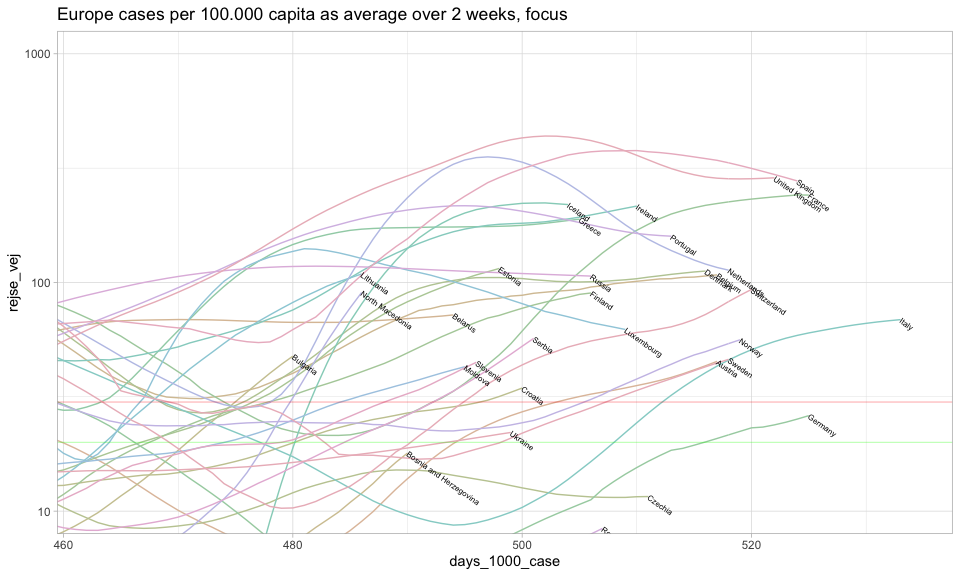 Europe cases per 100.000 capita as average over 2 weeks, focus
1000
100
10
rejse_vej
Spain
France
United Kingdom
Iceland
Ireland
Greece
Portugal
Estonia
Lithuania
Russia
North Macedonia
Finland
Netherlands
Belgium
Denmark
Switzerland
Belarus
Italy
Luxembourg
Serbia
Norway
Bulgaria
Slovenia
Moldova
Sweden
Austria
Croatia
Germany
Ukraine
Bosnia and Herzegovina
Czechia
460
480
500
520
days_1000_case